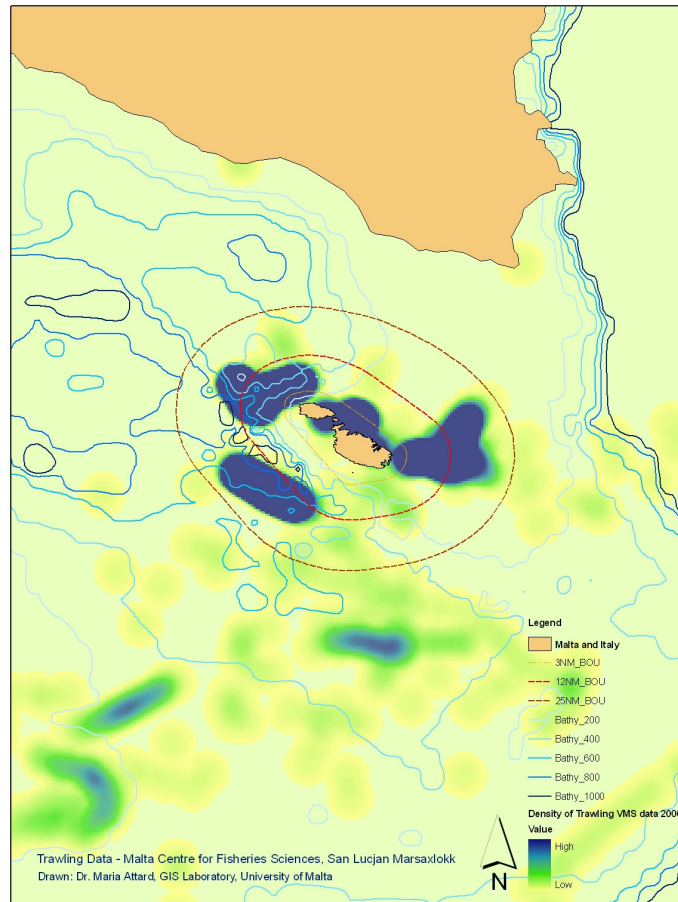 Legend
Malta and Italy
3NM_BOU
12NM_BOU
25NM_BOU
Bathy_200
Bathy_400
Bathy_600
Bathy_800
Bathy_1000
Density of Trawling VMS data 2006
Value
High
Low
N
Trawling Data - Malta Centre for Fisheries Sciences, San Lucjan Marsaxlokk
Drawn: Dr. Maria Attard, GIS Laboratory, University of Malta